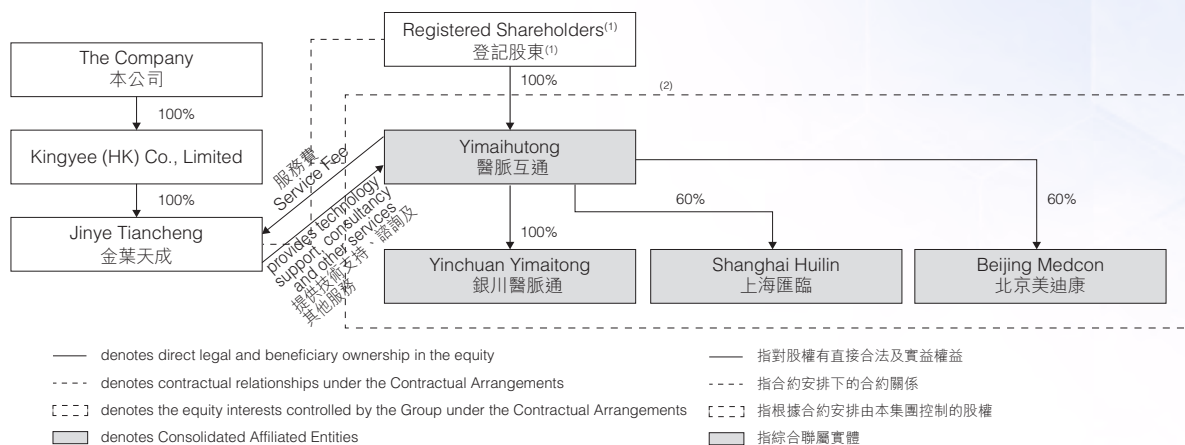 Registered Shareholders(1)
登記股東(1)
The Company
本公司
100%
(2)
100%
Kingyee (HK) Co., Limited
Yimaihutong
醫脈互通
服務費
Service Fee
100%
60%
60%
100%
Jinye Tiancheng
金葉天成
provides technology
support, consultancy
and other services
提供技術支持、諮詢及
其他服務
Yinchuan Yimaitong
銀川醫脈通
Shanghai Huilin
上海匯臨
Beijing Medcon
北京美迪康
denotes direct legal and beneficiary ownership in the equity
指對股權有直接合法及實益權益
denotes contractual relationships under the Contractual Arrangements
指合約安排下的合約關係
denotes the equity interests controlled by the Group under the Contractual Arrangements
指根據合約安排由本集團控制的股權
denotes Consolidated Affiliated Entities
指綜合聯屬實體